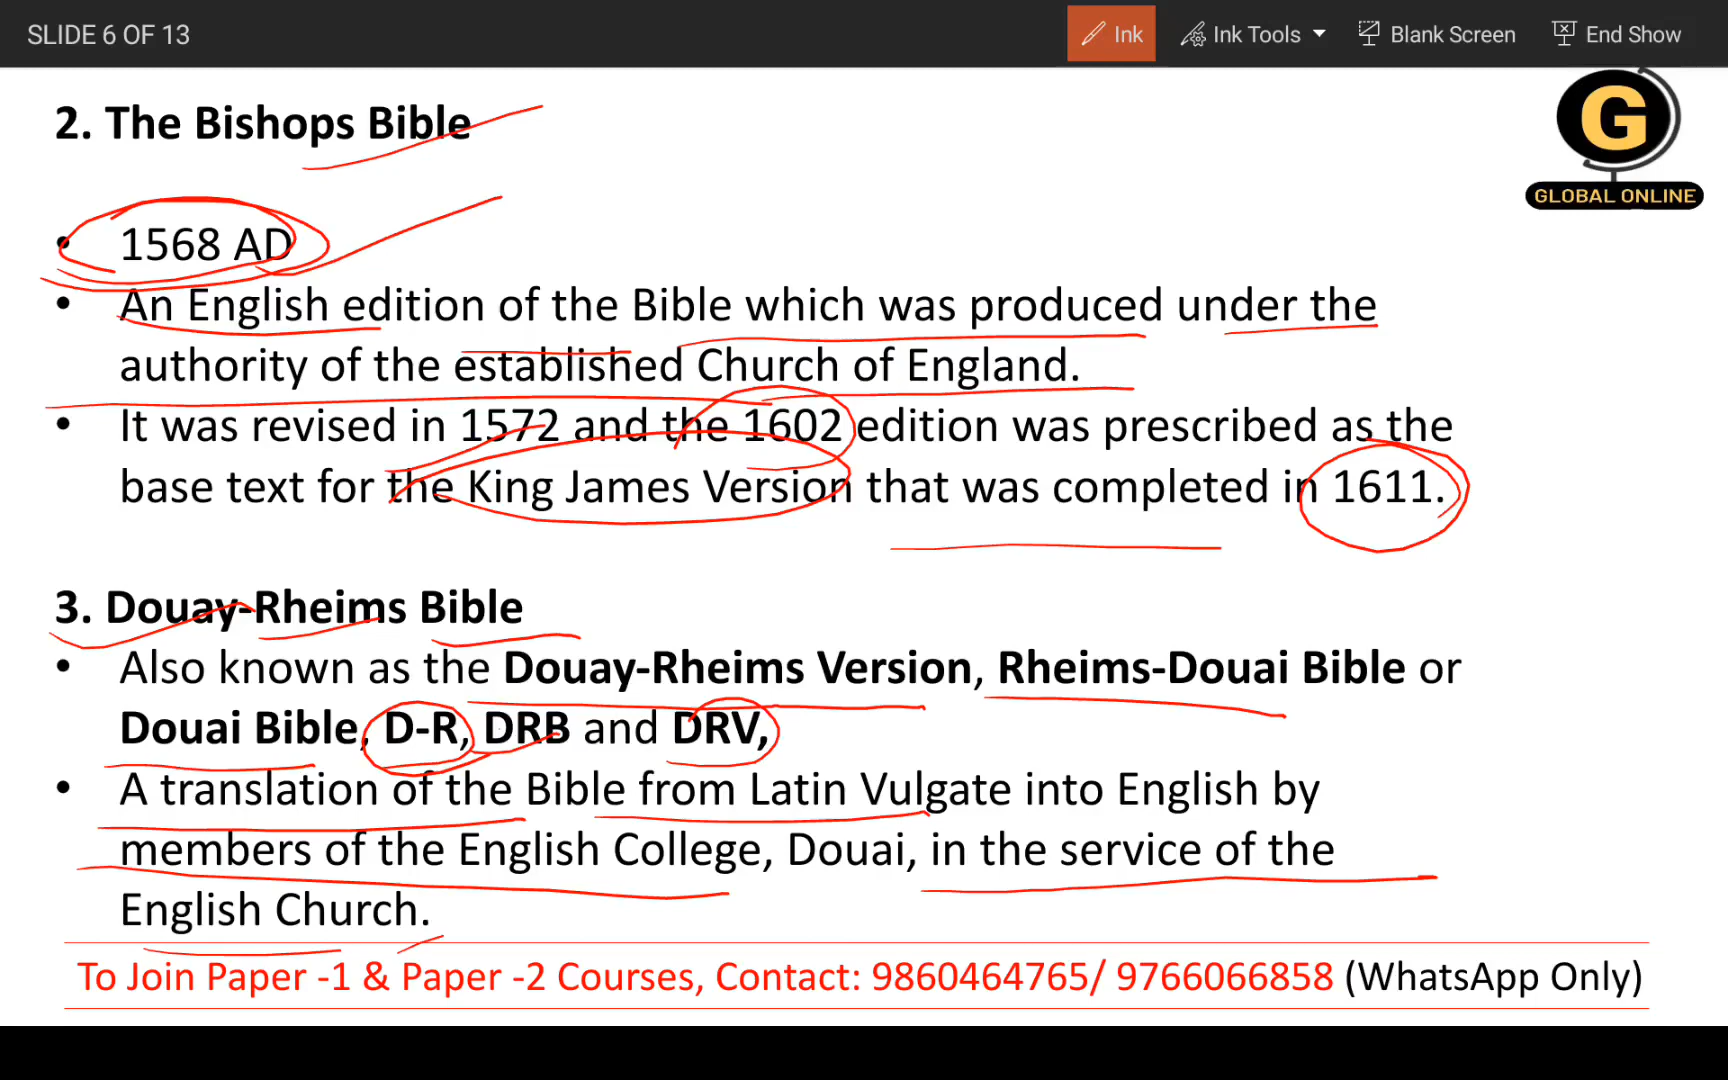 SLIDE 6 OF 13
Ink
Ink Tools
Blank Screen
End Show
G
GLOBAL ONLINE
2. The Bishops Bible
• 1568 AD
• An English edition of the Bible which was produced under the
authority of the established Church of England.
• It was revised in 1572 and the 1602 edition was prescribed as the
base text for the King James Version that was completed in 1611.
3. Douay-Rheims Bible
• Also known as the Douay-Rheims Version, Rheims-Douai Bible or
Douai Bible, D-R, DRB and DRV,
• A translation of the Bible from Latin Vulgate into English by
members of the English College, Douai, in the service of the
English Church.
To Join Paper -1 & Paper -2 Courses, Contact: 9860464765/ 9766066858 (WhatsApp Only)